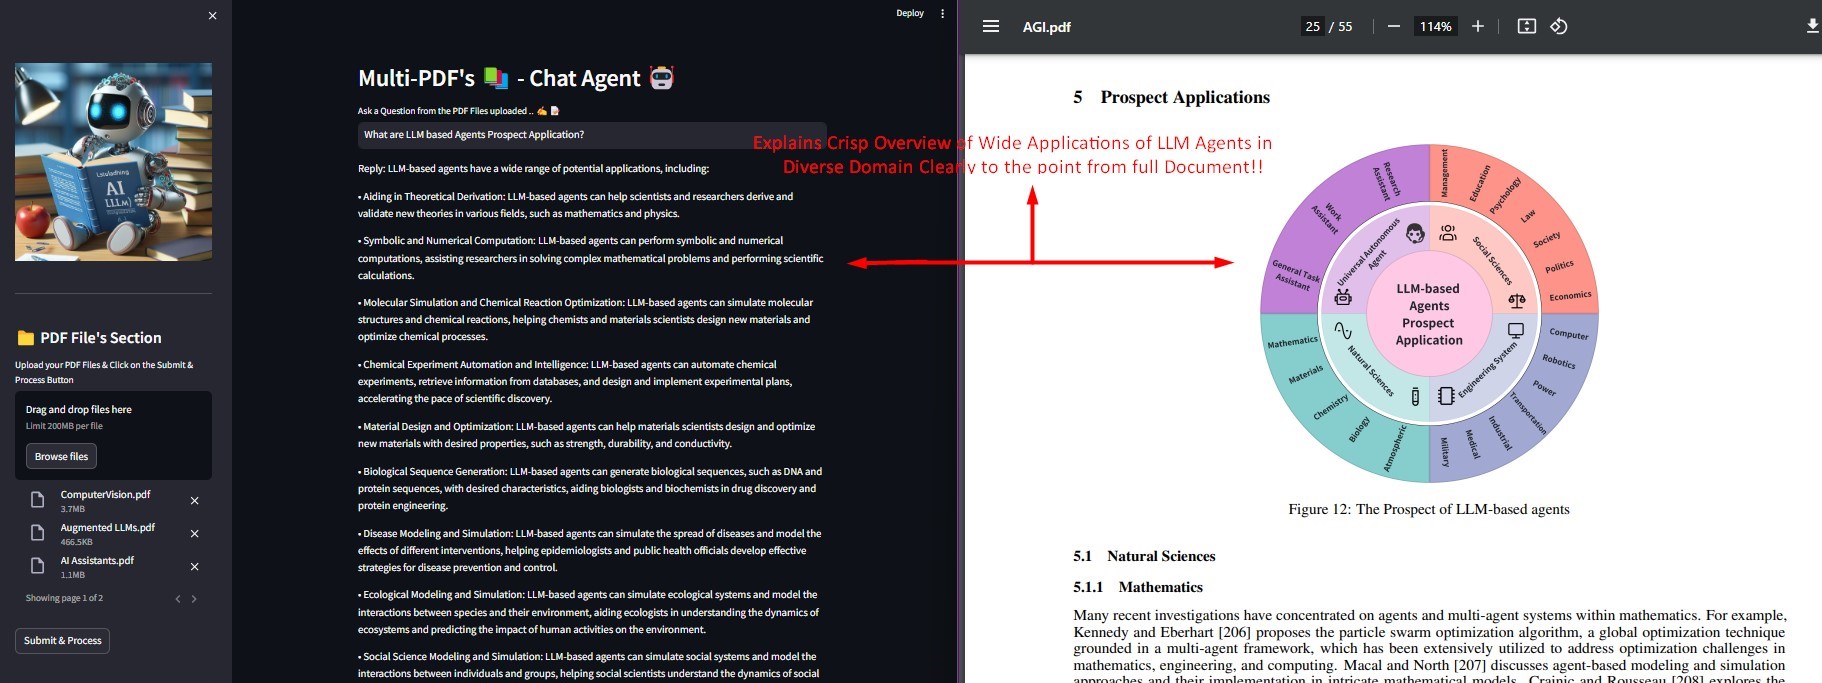 Deploy
AI
LLLM)
PDF File's Section
Upload your PDF Files & Click on the Submit &
Process Button
Drag and drop files here
Limit 200MB per file
Browse files
ComputerVision.pdf
3.7MB
Augmented LLMs.pdf
466.5KB
AI Assistants.pdf
1.1MB
Showing page 1 of 2
Submit & Process
Multi-PDF's 📚 - Chat Agent 🤖
Ask a Question from the PDF Files uploaded .. ✍️ 📝
What are LLM based Agents Prospect Application?
Reply: LLM-based agents have a wide range of potential applications, including:
• Aiding in Theoretical Derivation: LLM-based agents can help scientists and researchers derive and
validate new theories in various fields, such as mathematics and physics.
• Symbolic and Numerical Computation: LLM-based agents can perform symbolic and numerical
computations, assisting researchers in solving complex mathematical problems and performing scientific
calculations.
• Molecular Simulation and Chemical Reaction Optimization: LLM-based agents can simulate molecular
structures and chemical reactions, helping chemists and materials scientists design new materials and
optimize chemical processes.
• Chemical Experiment Automation and Intelligence: LLM-based agents can automate chemical
experiments, retrieve information from databases, and design and implement experimental plans,
accelerating the pace of scientific discovery.
• Material Design and Optimization: LLM-based agents can help materials scientists design and optimize
new materials with desired properties, such as strength, durability, and conductivity.
• Biological Sequence Generation: LLM-based agents can generate biological sequences, such as DNA and
protein sequences, with desired characteristics, aiding biologists and biochemists in drug discovery and
protein engineering.
• Disease Modeling and Simulation: LLM-based agents can simulate the spread of diseases and model the
effects of different interventions, helping epidemiologists and public health officials develop effective
strategies for disease prevention and control.
• Ecological Modeling and Simulation: LLM-based agents can simulate ecological systems and model the
interactions between species and their environment, aiding ecologists in understanding the dynamics of
ecosystems and predicting the impact of human activities on the environment.
• Social Science Modeling and Simulation: LLM-based agents can simulate social systems and model the
interactions between individuals and groups, helping social scientists understand the dynamics of social
Explains Crisp Overview of Wide Applications of LLM Agents in
Diverse Domain Clearly to the point from full Document!!
AGI.pdf
25 / 55
114%
5 Prospect Applications
LLM-based
Agents
Prospect
Application
Universal Autonomous
Agent
Social Sciences
Engineering System
Natural Sciences
General Task
Assistant
Work
Assistant
Research
Assistant
Management
Education
Psychology
Law
Society
Politics
Economics
Computer
Robotics
Power
Transportation
Industrial
Medical
Military
Atmospheric
Biology
Chemistry
Materials
Mathematics
Figure 12: The Prospect of LLM-based agents
5.1 Natural Sciences
5.1.1 Mathematics
Many recent investigations have concentrated on agents and multi-agent systems within mathematics. For example,
Kennedy and Eberhart [206] proposes the particle swarm optimization algorithm, a global optimization technique
grounded in a multi-agent framework, which has been extensively utilized to address optimization challenges in
mathematics, engineering, and computing. Macal and North [207] discusses agent-based modeling and simulation
approaches and their implementation in intricate mathematical models. Crainic and Rousseau [208] explores the